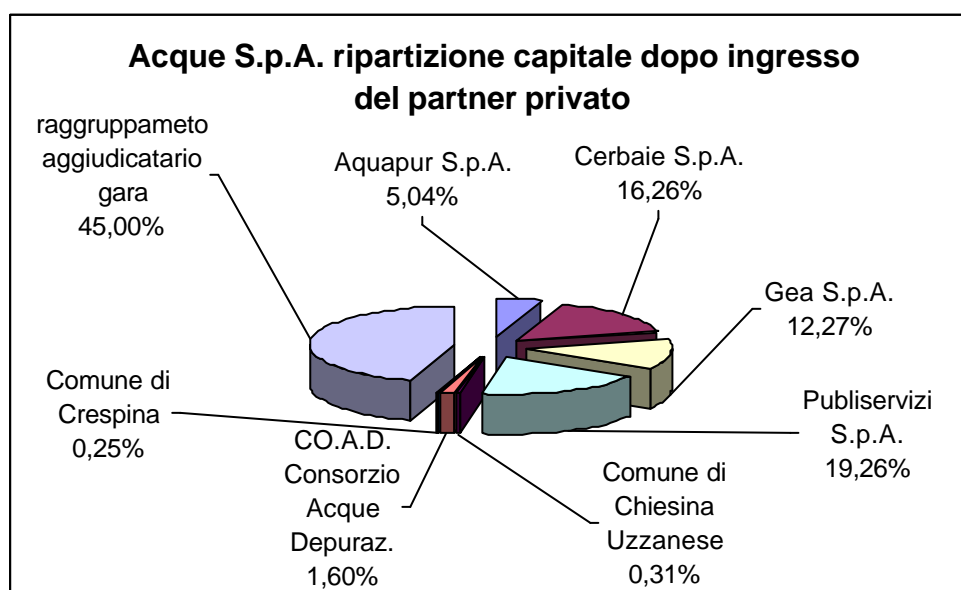 Acque S.p.A. ripartizione capitale dopo ingresso
del partner privato
raggruppameto
aggiudicatario
gara
45,00%
Aquapur S.p.A.
5,04%
Cerbaie S.p.A.
16,26%
Gea S.p.A.
12,27%
Publiservizi
S.p.A.
19,26%
Comune di
Chiesina
Uzzanese
0,31%
CO.A.D.
Consorzio
Acque
Depuraz.
1,60%
Comune di
Crespina
0,25%